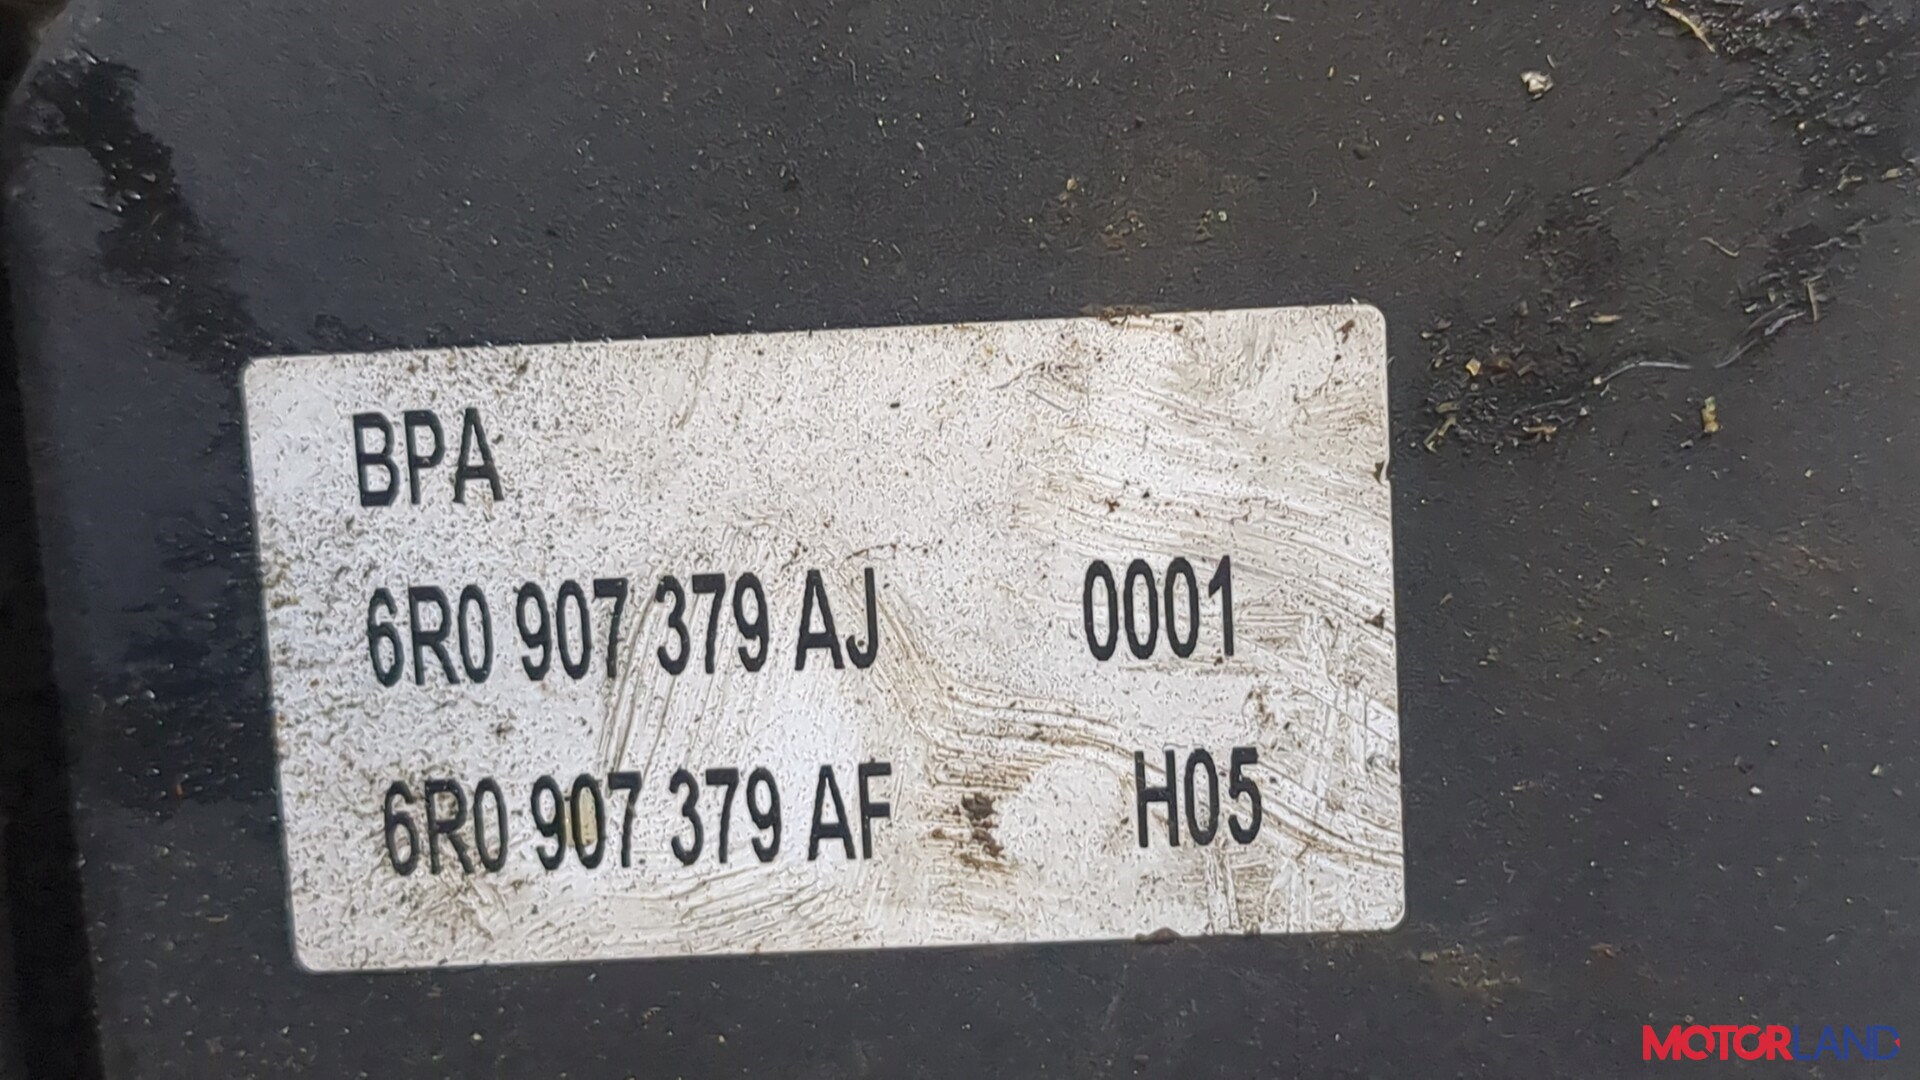 BPA
6R0 907 379 AJ 0001
6R0 907 379 AF H05
MOTORLAND